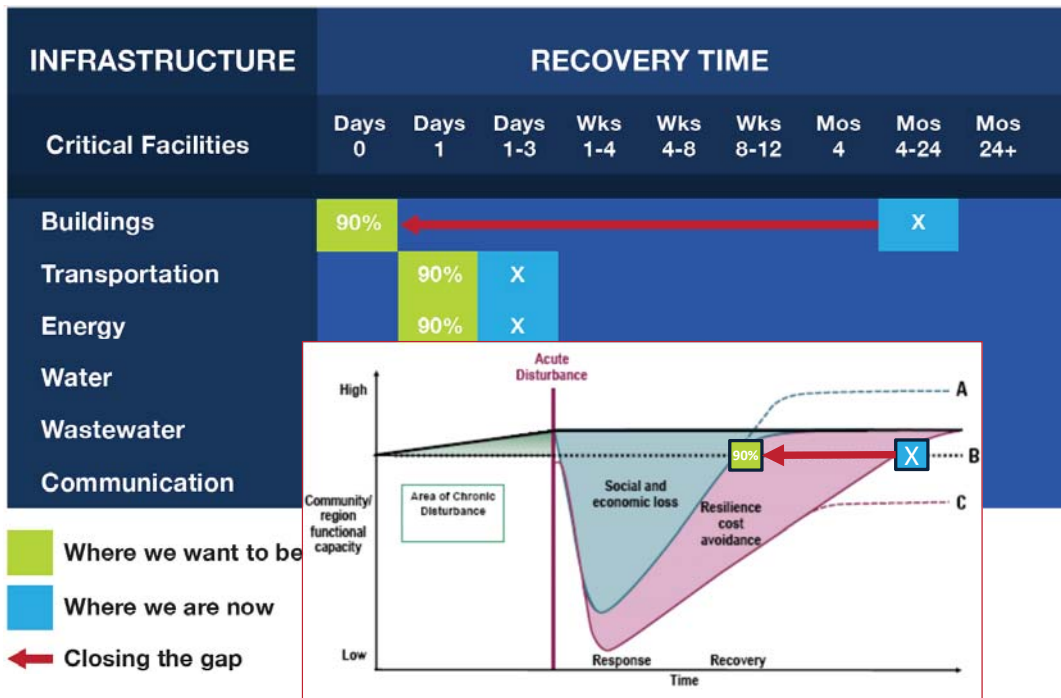 INFRASTRUCTURE
RECOVERY TIME
Critical Facilities
Days 0
Days 1
Days 1-3
Wks 1-4
Wks 4-8
Wks 8-12
Mos 4
Mos 4-24
Mos 24+
Buildings
90%
X
Transportation
90%
X
Energy
90%
X
Water
Wastewater
Communication
Where we want to be
Where we are now
Closing the gap
Acute
Disturbance
High
A
90%
X
B
Social and
economic loss
Area of Chronic
Disturbance
Community/
region
functional
capacity
Resilience
cost
avoidance
C
Low
Response
Recovery
Time